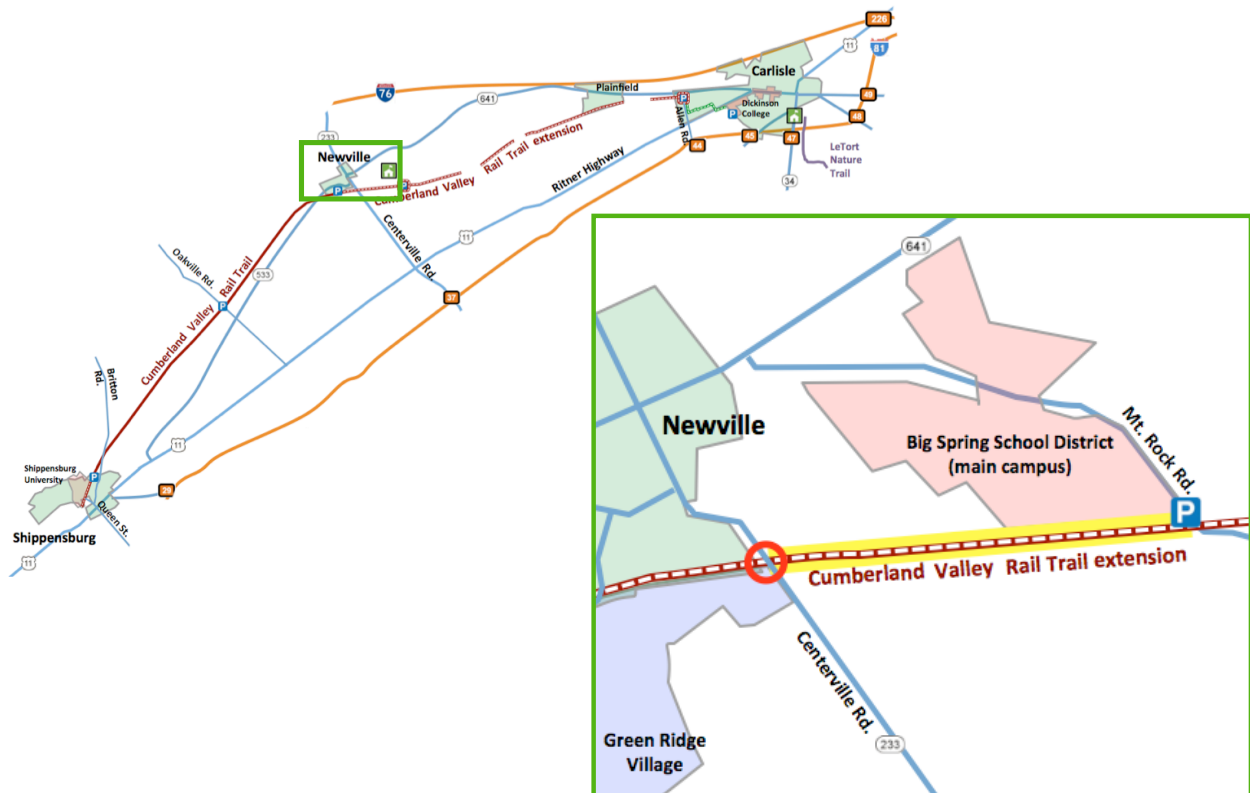 226
11
INTERSTATE
81
Carlisle
76
Plainfield
641
P
Dickinson
College
P
49
48
Allen Rd.
44
45
47
233
Newville
Rail Trail extension
LeTort
Nature
Trail
P
P
Cumberland Valley
Ritner Highway
34
Centerville Rd.
11
Oakville Rd.
533
37
P
Cumberland Valley Rail Trail
Britton
Rd.
11
Shippensburg
University
P
29
Queen St.
Shippensburg
11
641
Newville
Big Spring School District
(main campus)
Mt. Rock Rd.
P
Cumberland Valley Rail Trail extension
Centerville Rd.
Green Ridge
Village
233